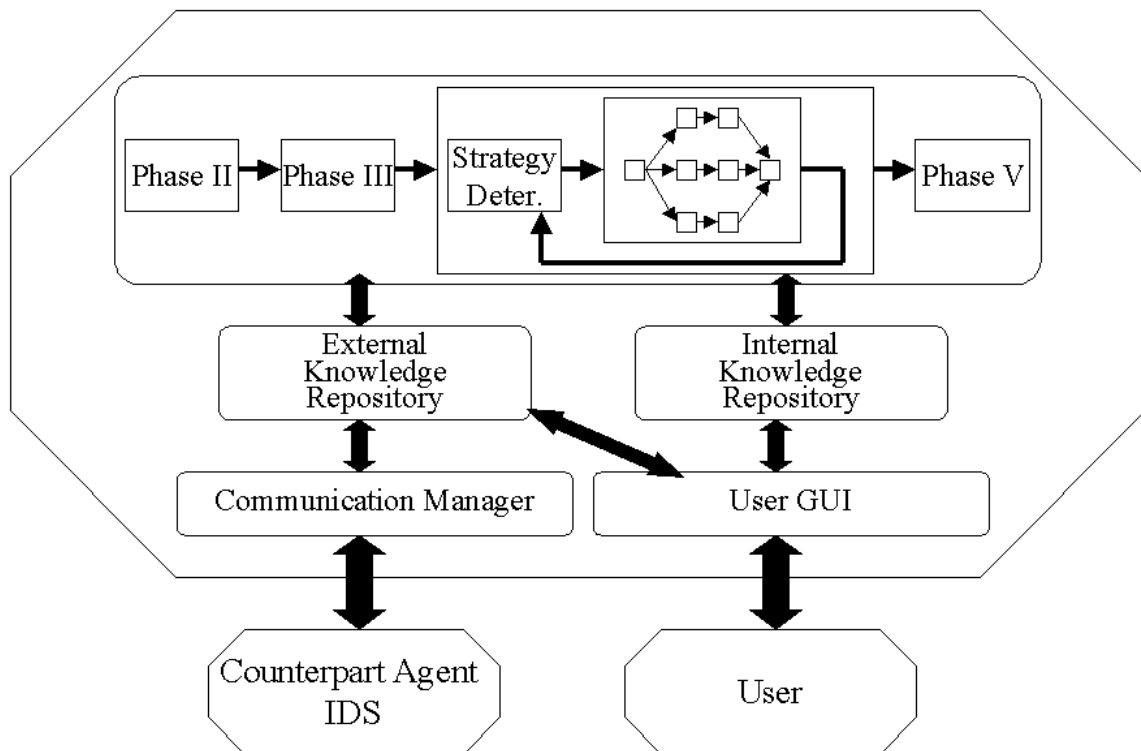 Phase II
Phase III
Strategy
Deter.
Phase V
External
Knowledge
Repository
Internal
Knowledge
Repository
Communication Manager
User GUI
Counterpart Agent
IDS
User